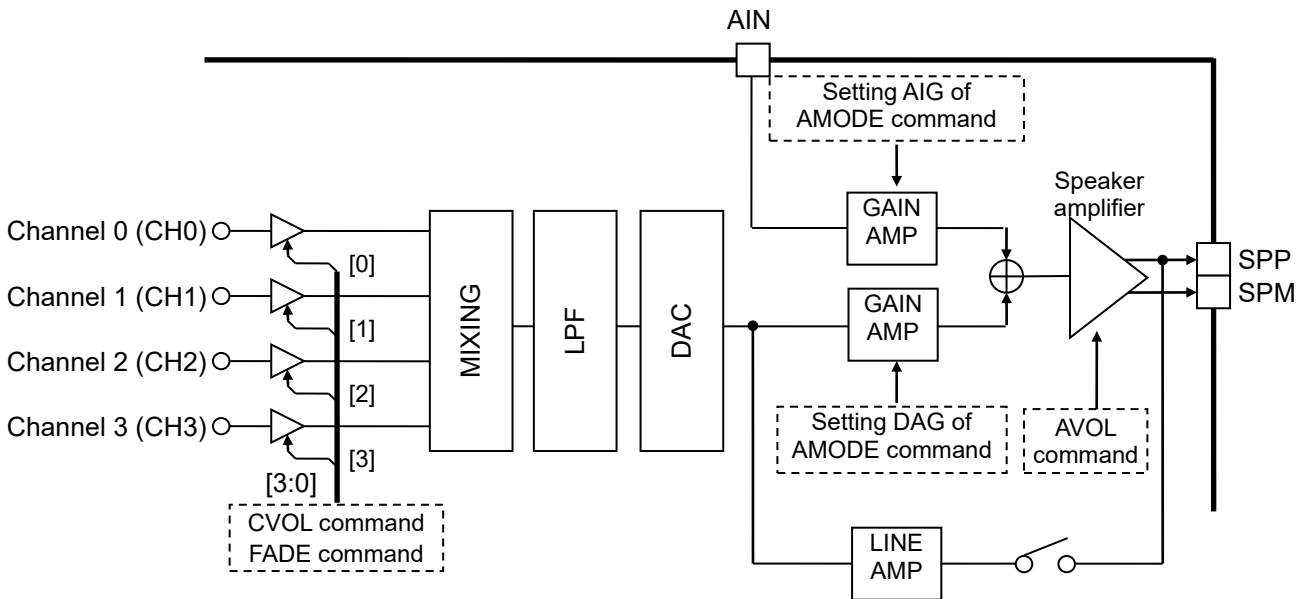 AIN
Setting AIG of
AMODE command
Speaker
amplifier
GAIN
AMP
Channel 0 (CH0)
[0]
SPP
Channel 1 (CH1)
[1]
SPM
MIXING
LPF
DAC
GAIN
AMP
Channel 2 (CH2)
[2]
Channel 3 (CH3)
[3]
Setting DAG of
AMODE command
AVOL
command
[3:0]
CVOL command
FADE command
LINE
AMP